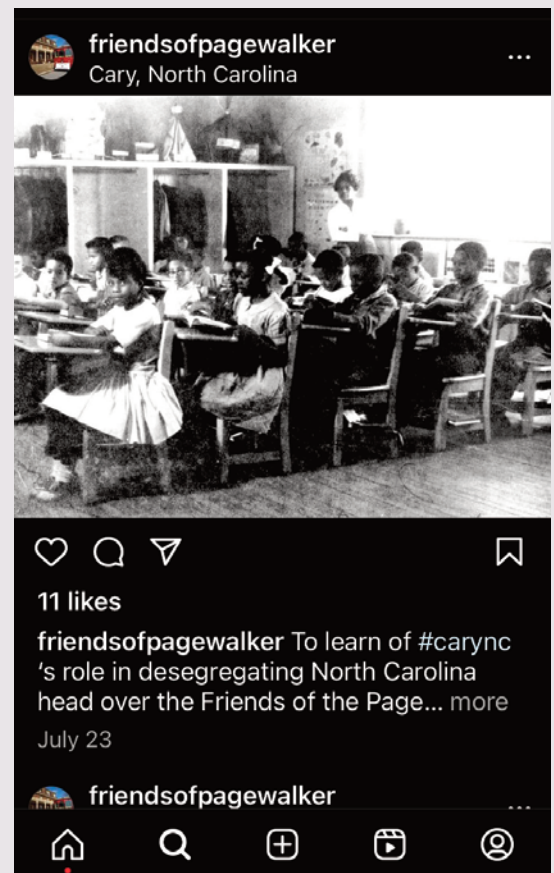 friendsofpagewalker
Cary, North Carolina
11 likes
friendsofpagewalker To learn of #carync
‘s role in desegregating North Carolina
head over the Friends of the Page... more
July 23
friendsofpagewalker